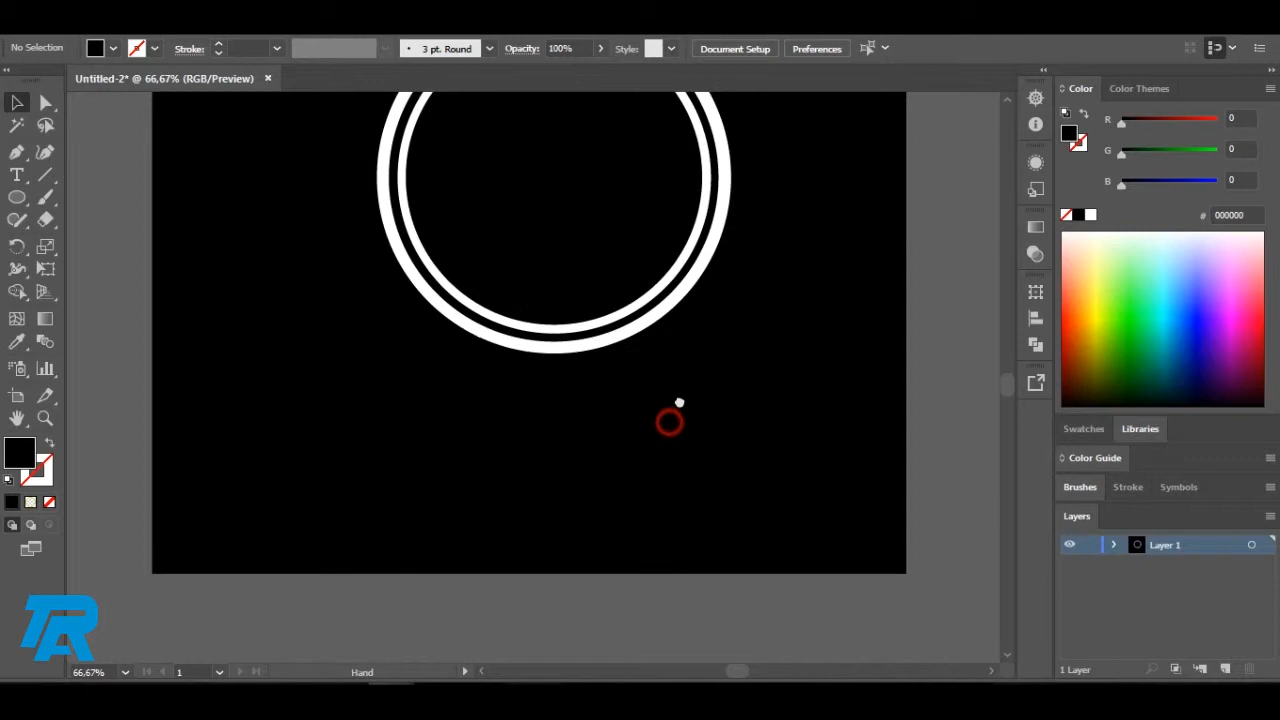 No Selection
Stroke:
3 pt. Round
Opacity: 100%
Style:
Document Setup
Preferences
Untitled-2* @ 66,67% (RGB/Preview)
Color
Color Themes
R
0
G
0
B
0
# 000000
T
Swatches
Libraries
Color Guide
Brushes
Stroke
Symbols
Layers
Layer 1
TAR
66,67%
1
Hand
1 Layer